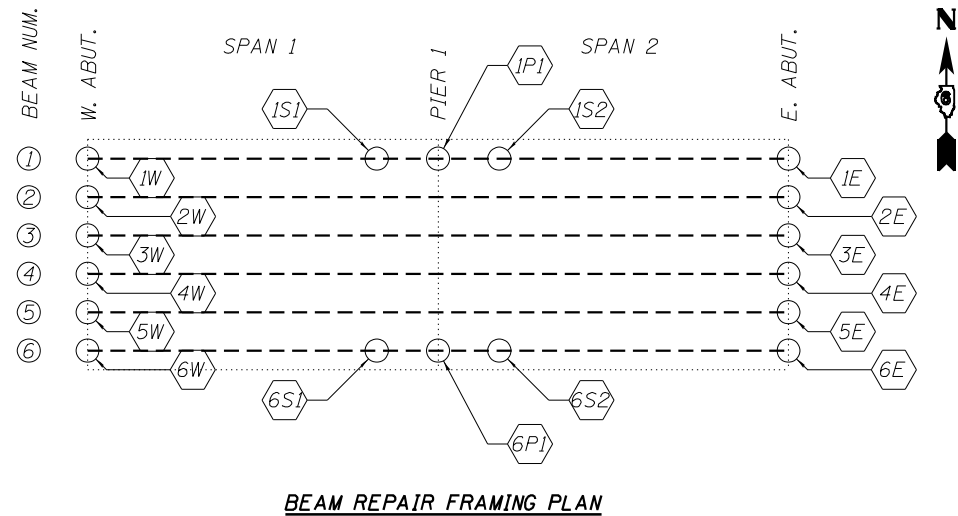 BEAM NUM.
W. ABUT.
SPAN 1
PIER 1
SPAN 2
E. ABUT.
N
6
1P1
1S1
1S2
1
1W
1E
2
2W
2E
3
3W
3E
4
4W
4E
5
5W
5E
6
6W
6E
6S1
6S2
6P1
BEAM REPAIR FRAMING PLAN